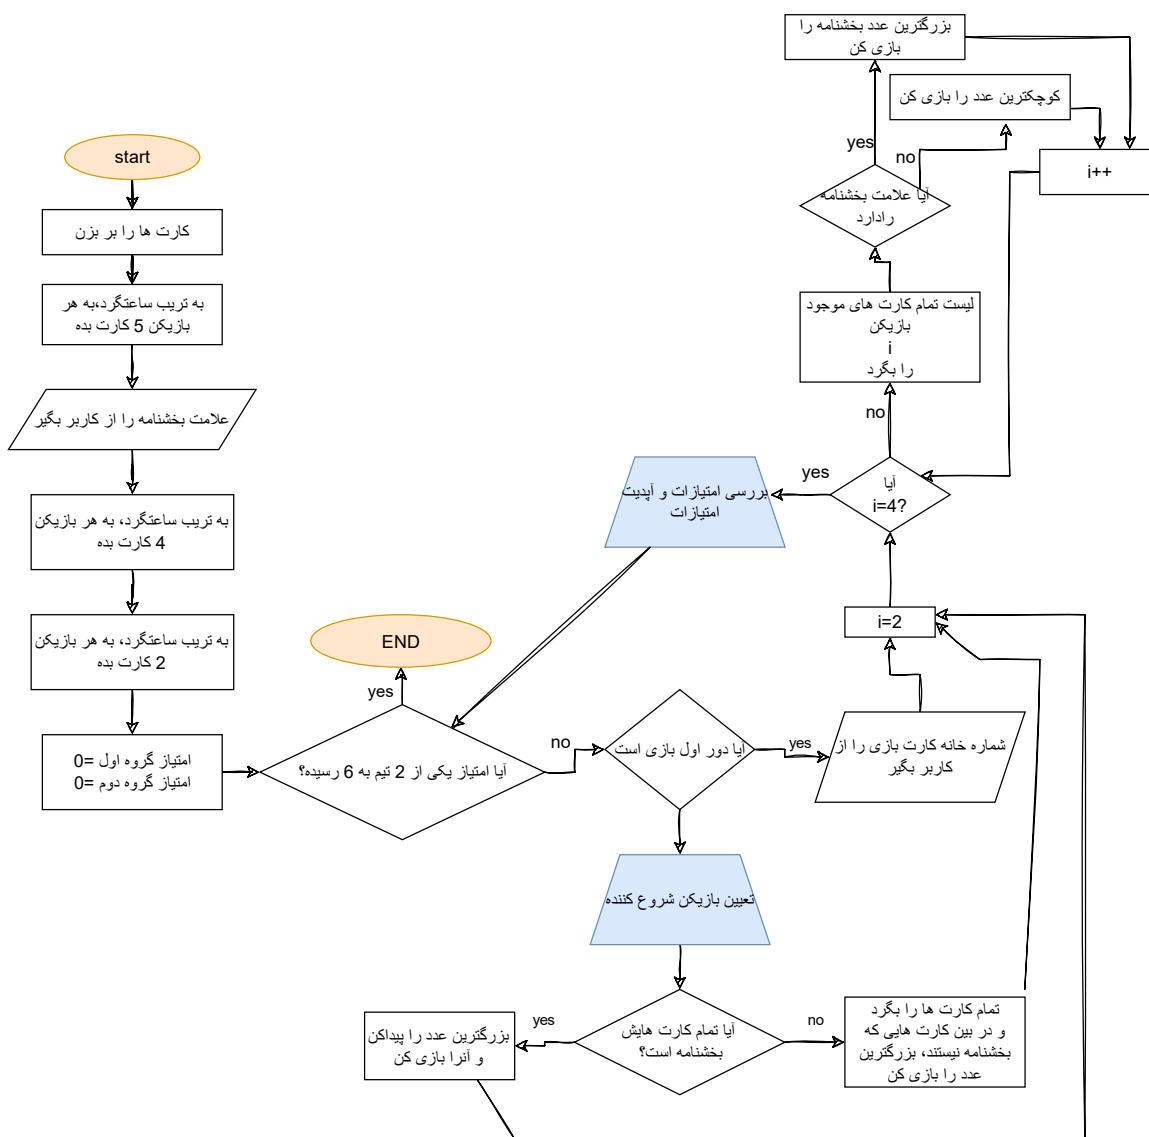 start
کارت ها را بر بزن
به تریب ساعتگرد،به هر
بازیکن 5 کارت بده
علامت بخشنامه را از کاربر بگیر
به تریب ساعتگرد، به هر بازیکن
4 کارت بده
به تریب ساعتگرد، به هر بازیکن
2 کارت بده
امتیاز گروه اول =0
امتیاز گروه دوم =0
آیا امتیاز یکی از 2 تیم به 6 رسیده؟
yes
END
no
آیا دور اول بازی است
yes
شماره خانه کارت بازی را از
کاربر بگیر
تعیین بازیکن شروع کننده
آیا تمام کارت هایش
بخشنامه است؟
yes
بزرگترین عدد را پیداکن
و آنرا بازی کن
no
تمام کارت ها را بگرد
و در بین کارت هایی که
بخشنامه نیستند، بزرگترین
عدد را بازی کن
i=2
آیا
i=4?
yes
بررسی امتیازات و آپدیت
امتیازات
no
لیست تمام کارت های موجود
بازیکن
i
را بگرد
آیا علامت بخشنامه
رادارد
yes
بزرگترین عدد بخشنامه را
بازی کن
no
کوچکترین عدد را بازی کن
i++